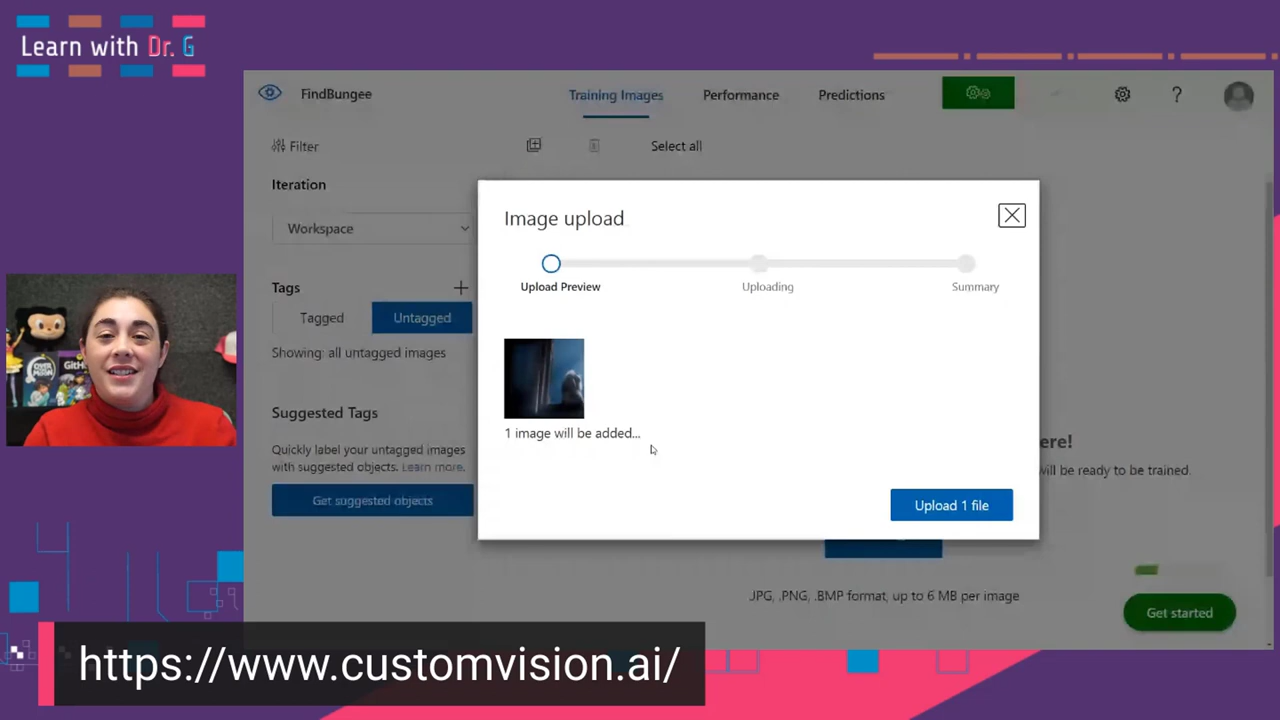 Learn with Dr. G
FindBungee
Training Images
Performance
Predictions
?
Filter
Select all
Iteration
Workspace
Tags
Tagged
Untagged
Showing: all untagged images
Suggested Tags
Quickly label your untagged images
with suggested objects. Learn more.
Get suggested objects
Image upload
Upload Preview
Uploading
Summary
1 image will be added...
Upload 1 file
ere!
will be ready to be trained.
.JPG, .PNG, .BMP format, up to 6 MB per image
Get started
OVER
MOON
GitH
https://www.customvision.ai/